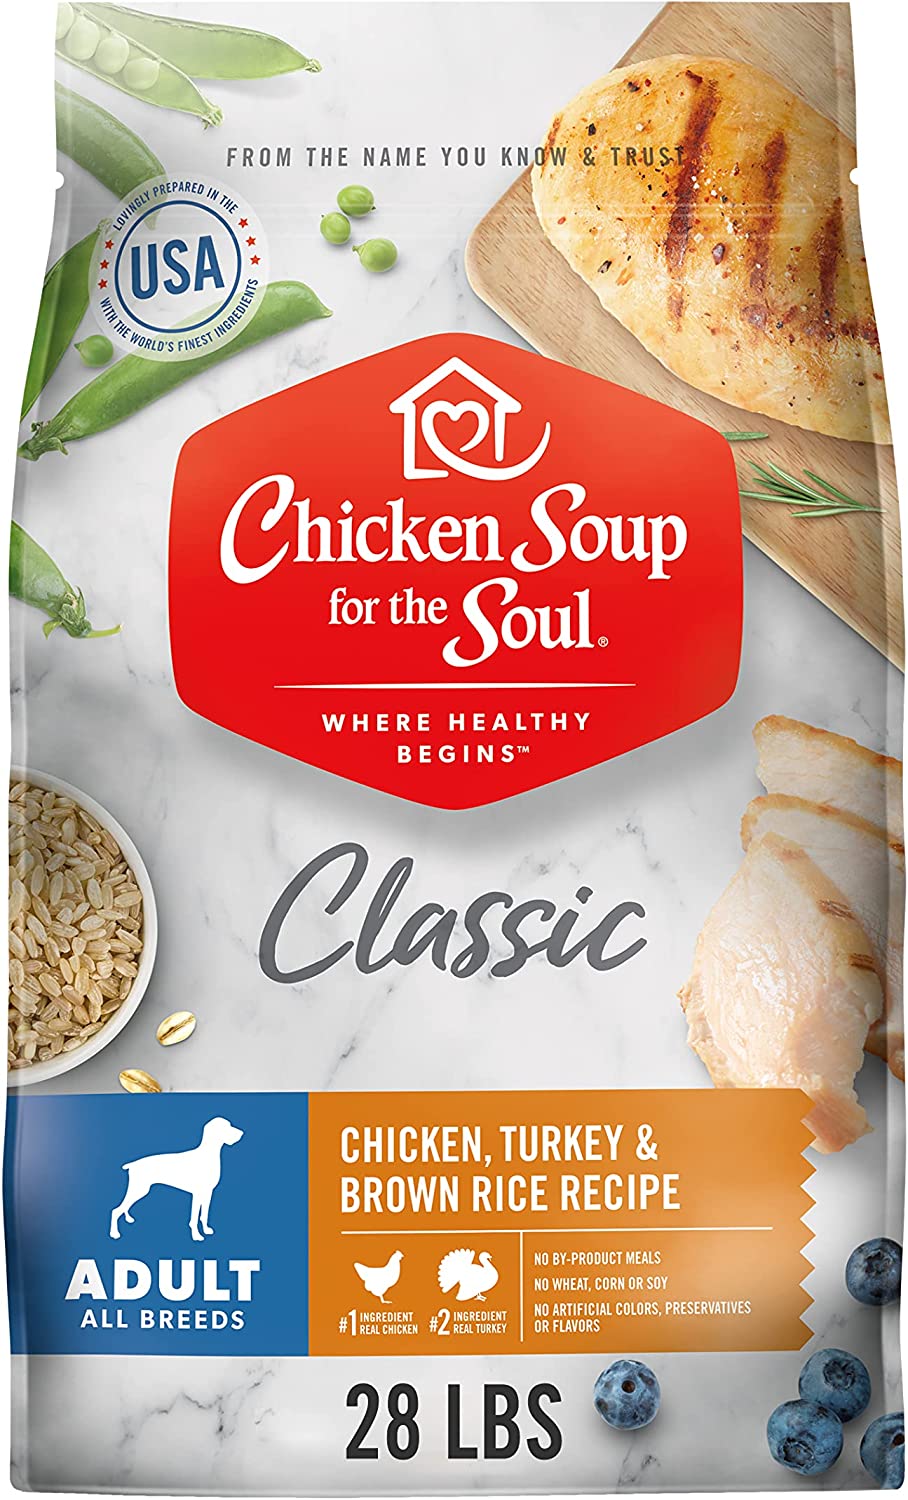 FROM THE NAME YOU KNOW & TRUST
LOVINGLY PREPARED IN THE
USA
WITH THE WORLD'S FINEST INGREDIENTS
Chicken Soup
for the Soul®
WHERE HEALTHY
BEGINS™
Classic
ADULT
ALL BREEDS
CHICKEN, TURKEY &
BROWN RICE RECIPE
#1 INGREDIENT
REAL CHICKEN
#2 INGREDIENT
REAL TURKEY
NO BY-PRODUCT MEALS
NO WHEAT, CORN OR SOY
NO ARTIFICIAL COLORS, PRESERVATIVES
OR FLAVORS
28 LBS